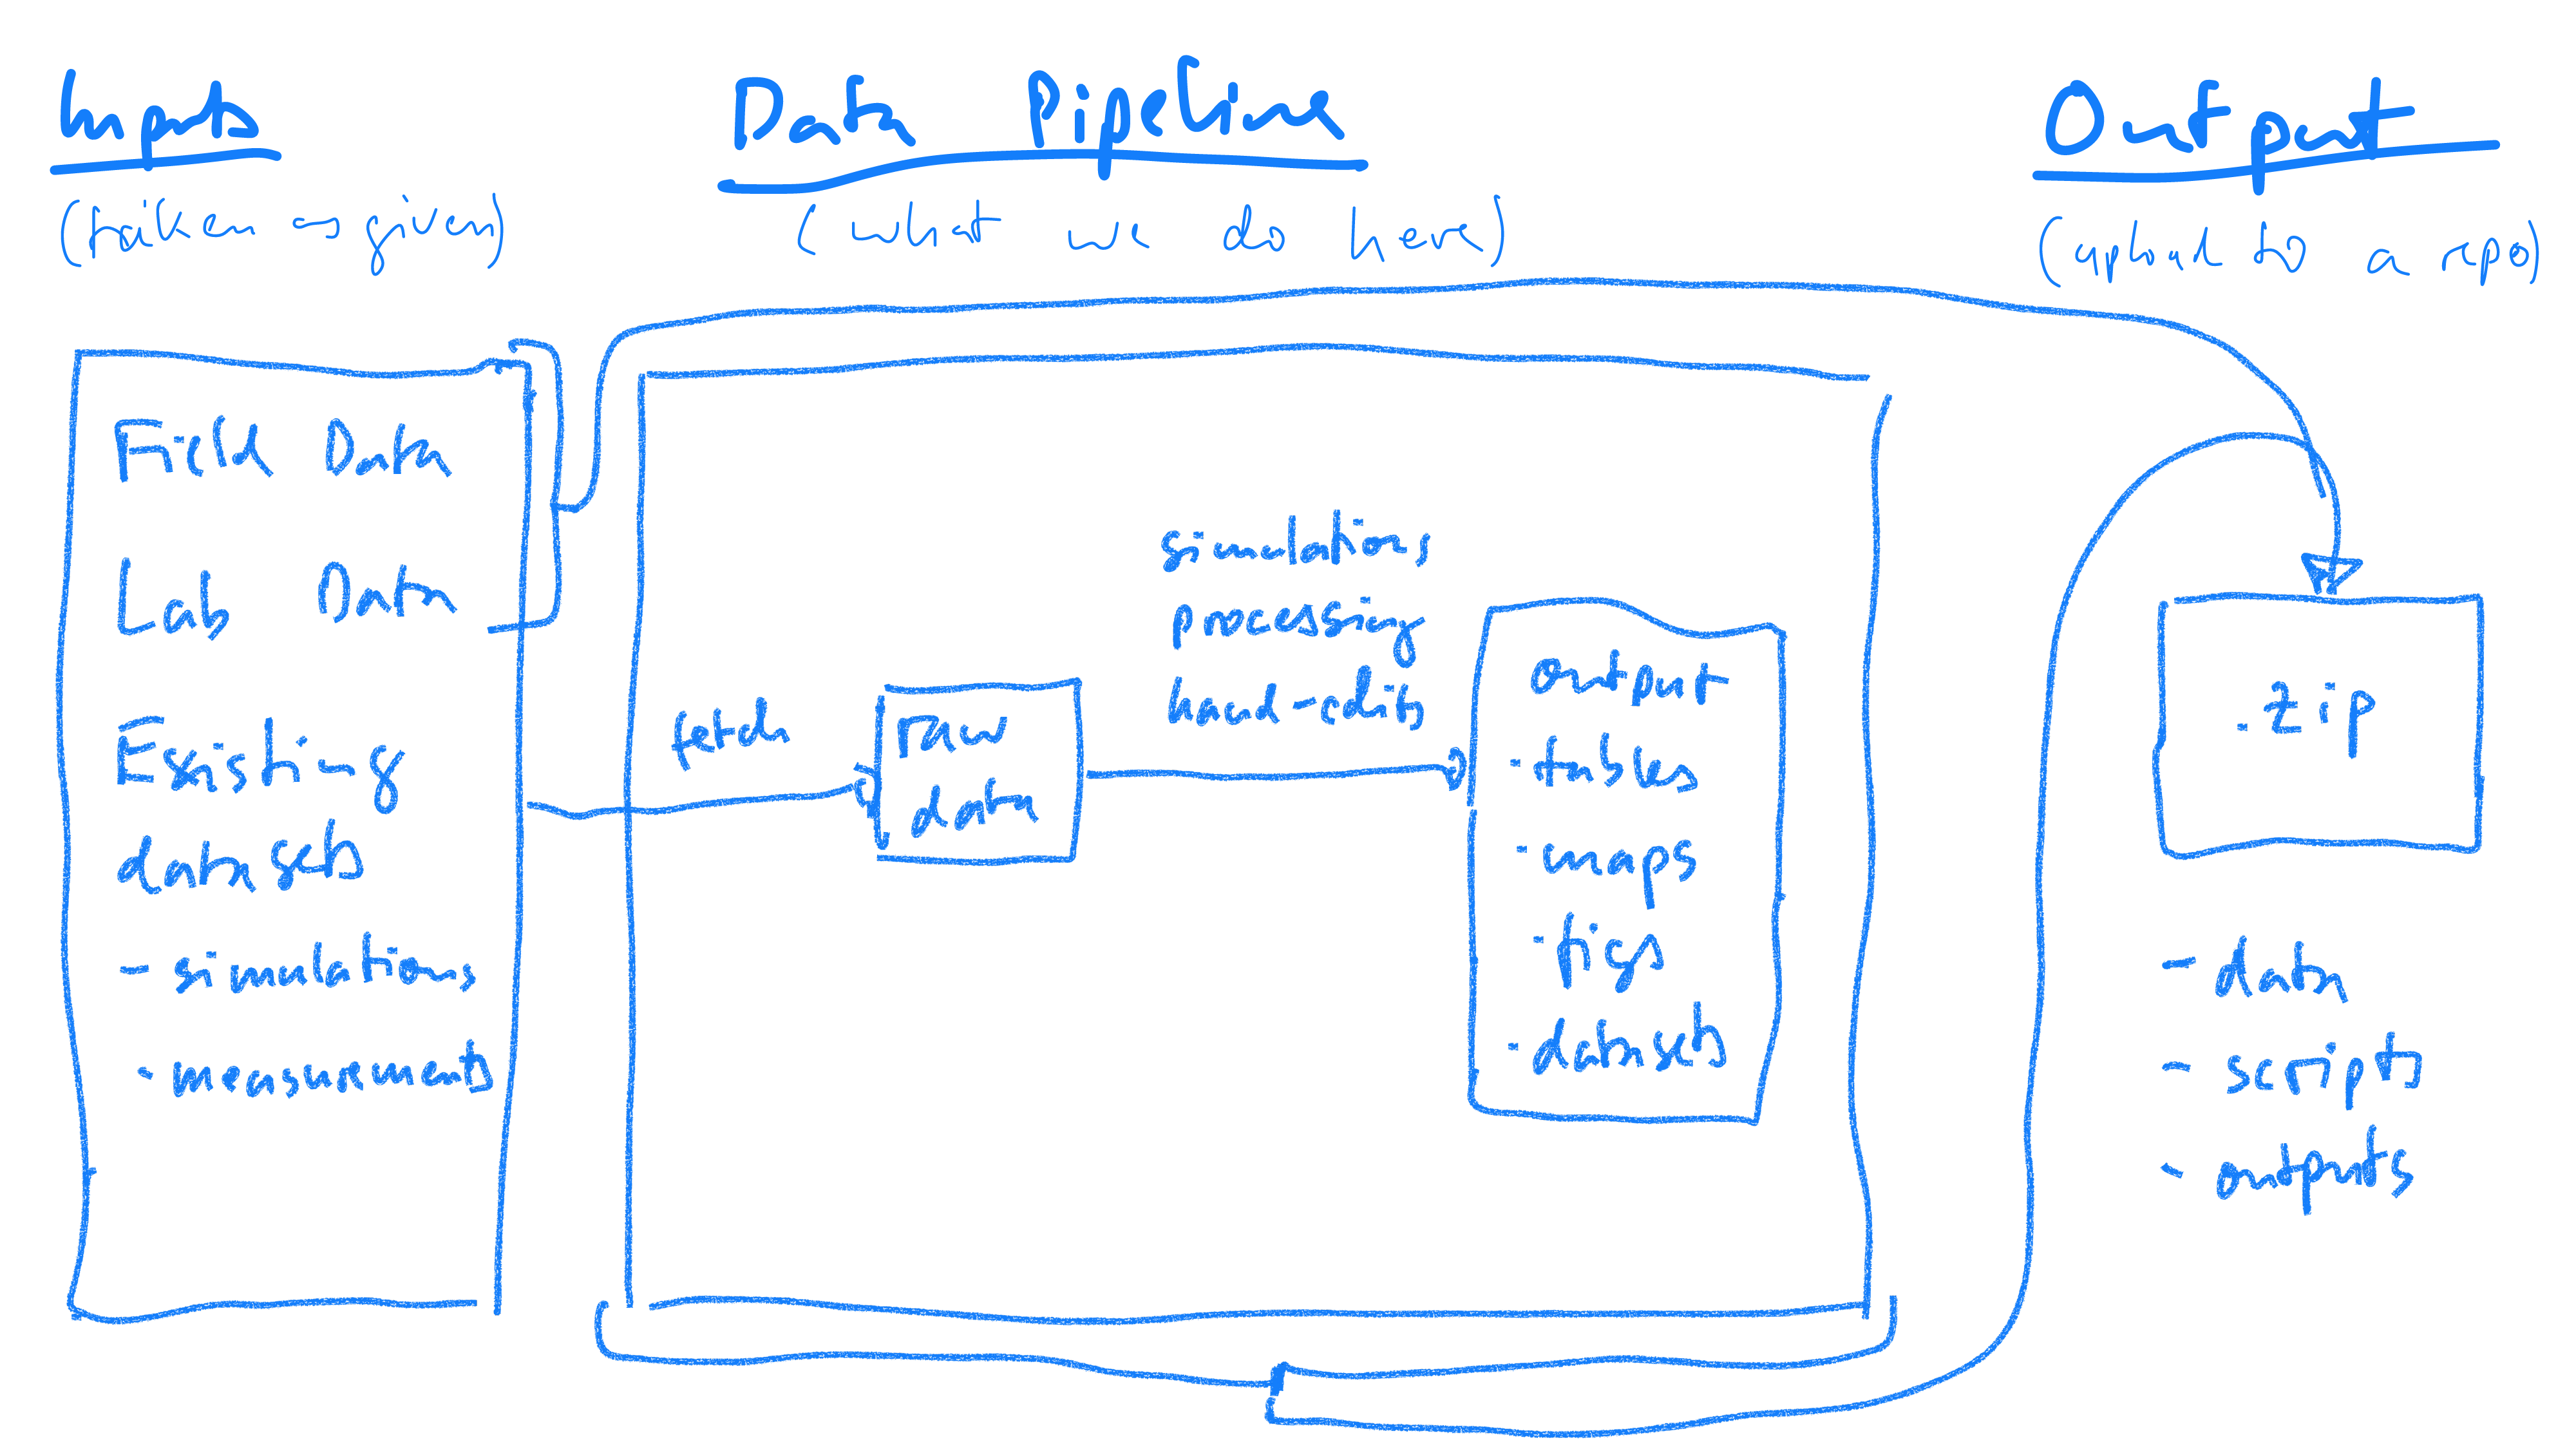 Inputs
(taken as given)
Data Pipeline
(what we do here)
Output
(upload to a repo)
Field Data
Lab Data
Existing
datasets
- simulations
- measurements
fetch
raw
data
simulations
processing
hand-edits
output
- tables
- maps
- figs
- datasets
.zip
- data
- scripts
- outputs